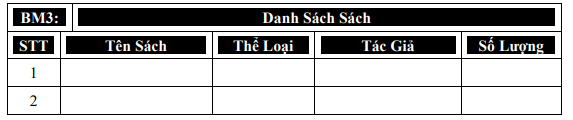 BM3: Danh Sách Sách
STT Tên Sách Thể Loại Tác Giả Số Lượng
1
2